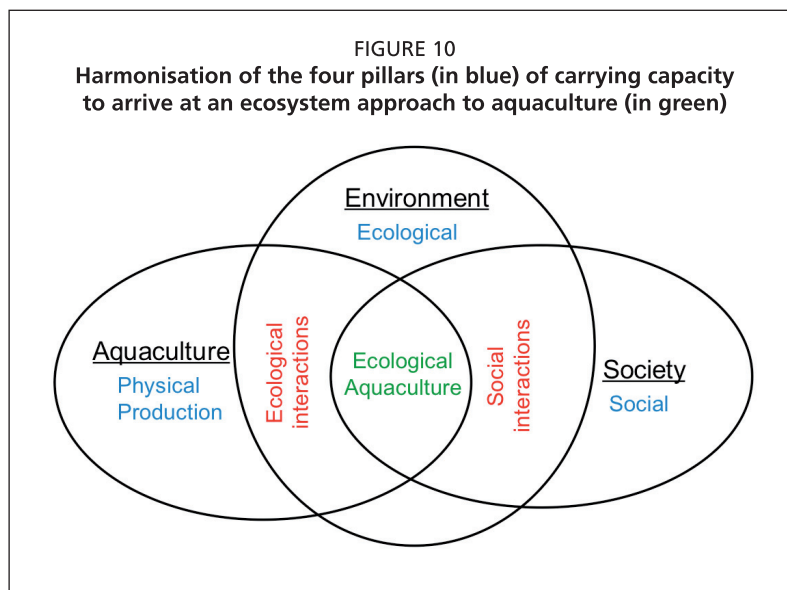 FIGURE 10
Harmonisation of the four pillars (in blue) of carrying capacity
to arrive at an ecosystem approach to aquaculture (in green)
Environment
Ecological
Aquaculture
Physical
Production
Ecological
interactions
Ecological
Aquaculture
Social
interactions
Society
Social